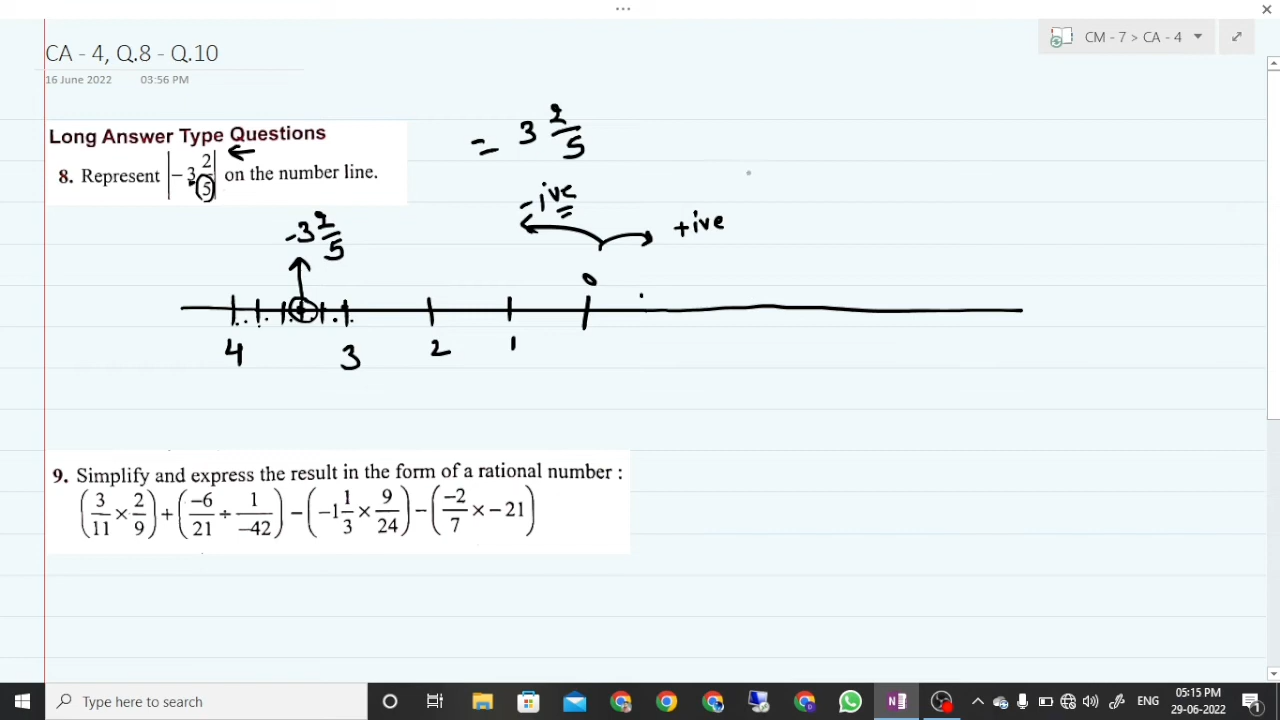 CA - 4, Q.8 - Q.10
16 June 2022 03:56 PM
CM - 7 > CA - 4
Long Answer Type Questions
8. Represent |-3 2/5| on the number line.
= 3 2/5
-ive
+ive
-3 2/5
0
4 3 2 1
9. Simplify and express the result in the form of a rational number :
(3/11 × 2/9) + (-6/21 ÷ 1/-42) - (-1 1/3 × 9/24) - (-2/7 × - 21)
Type here to search
ENG
05:15 PM
29-06-2022
1